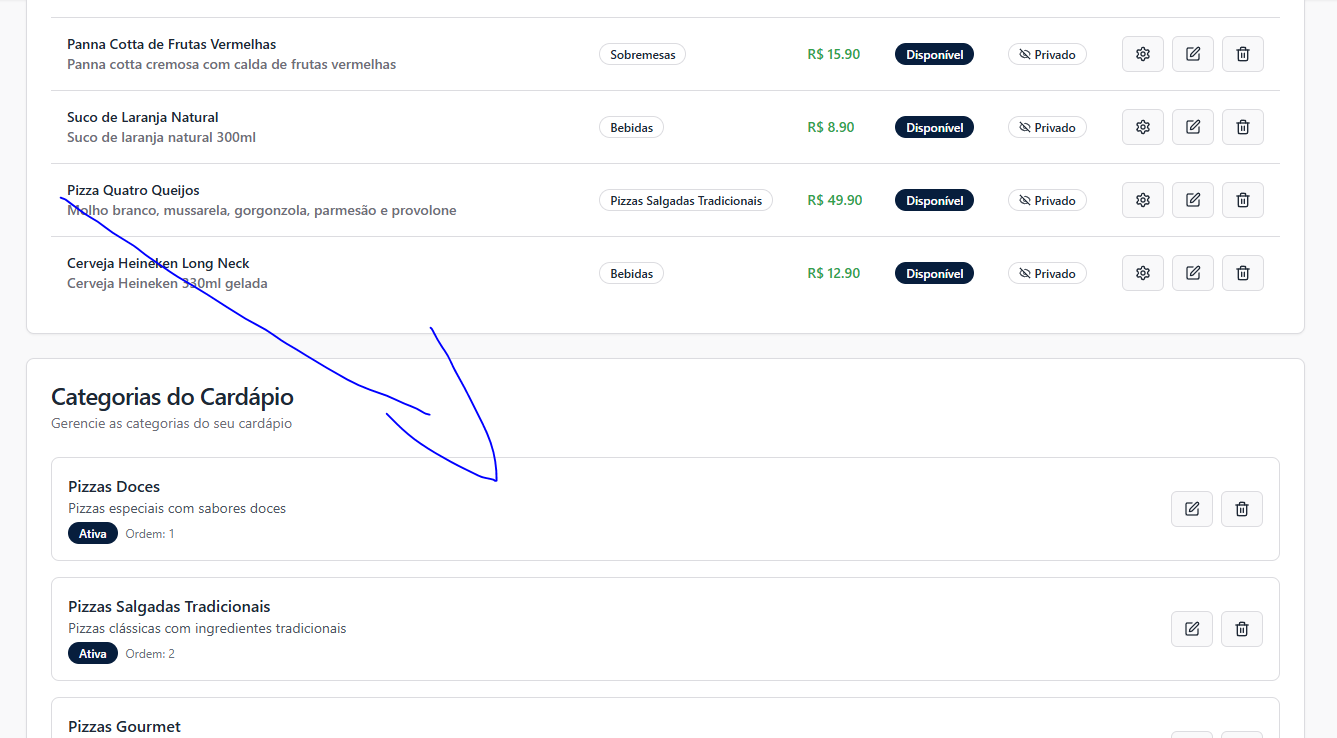 Panna Cotta de Frutas Vermelhas
Panna cotta cremosa com calda de frutas vermelhas
Sobremesas
R$ 15.90
Disponível
Privado
Suco de Laranja Natural
Suco de laranja natural 300ml
Bebidas
R$ 8.90
Disponível
Privado
Pizza Quatro Queijos
Molho branco, mussarela, gorgonzola, parmesão e provolone
Pizzas Salgadas Tradicionais
R$ 49.90
Disponível
Privado
Cerveja Heineken Long Neck
Cerveja Heineken 330ml gelada
Bebidas
R$ 12.90
Disponível
Privado
Categorias do Cardápio
Gerencie as categorias do seu cardápio
Pizzas Doces
Pizzas especiais com sabores doces
Ativa
Ordem: 1
Pizzas Salgadas Tradicionais
Pizzas clássicas com ingredientes tradicionais
Ativa
Ordem: 2
Pizzas Gourmet